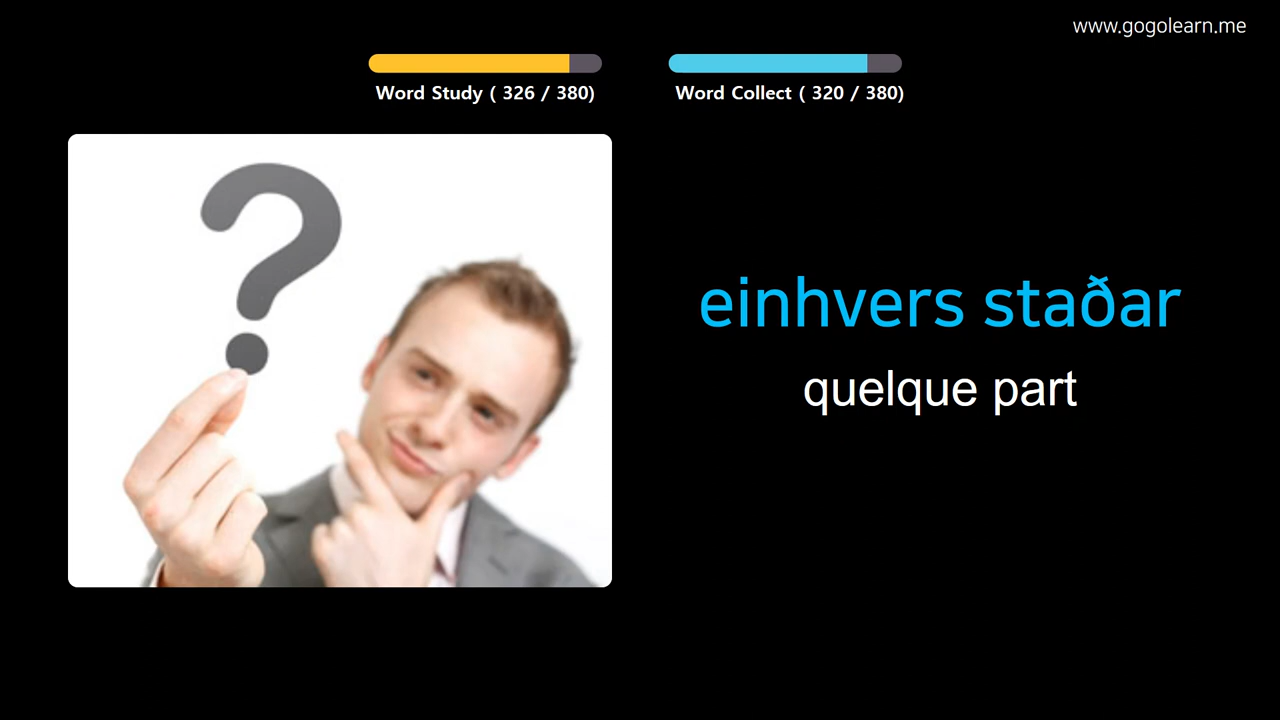 www.gogolearn.me
Word Study ( 326 / 380)
Word Collect ( 320 / 380)
?
einhvers staðar
quelque part